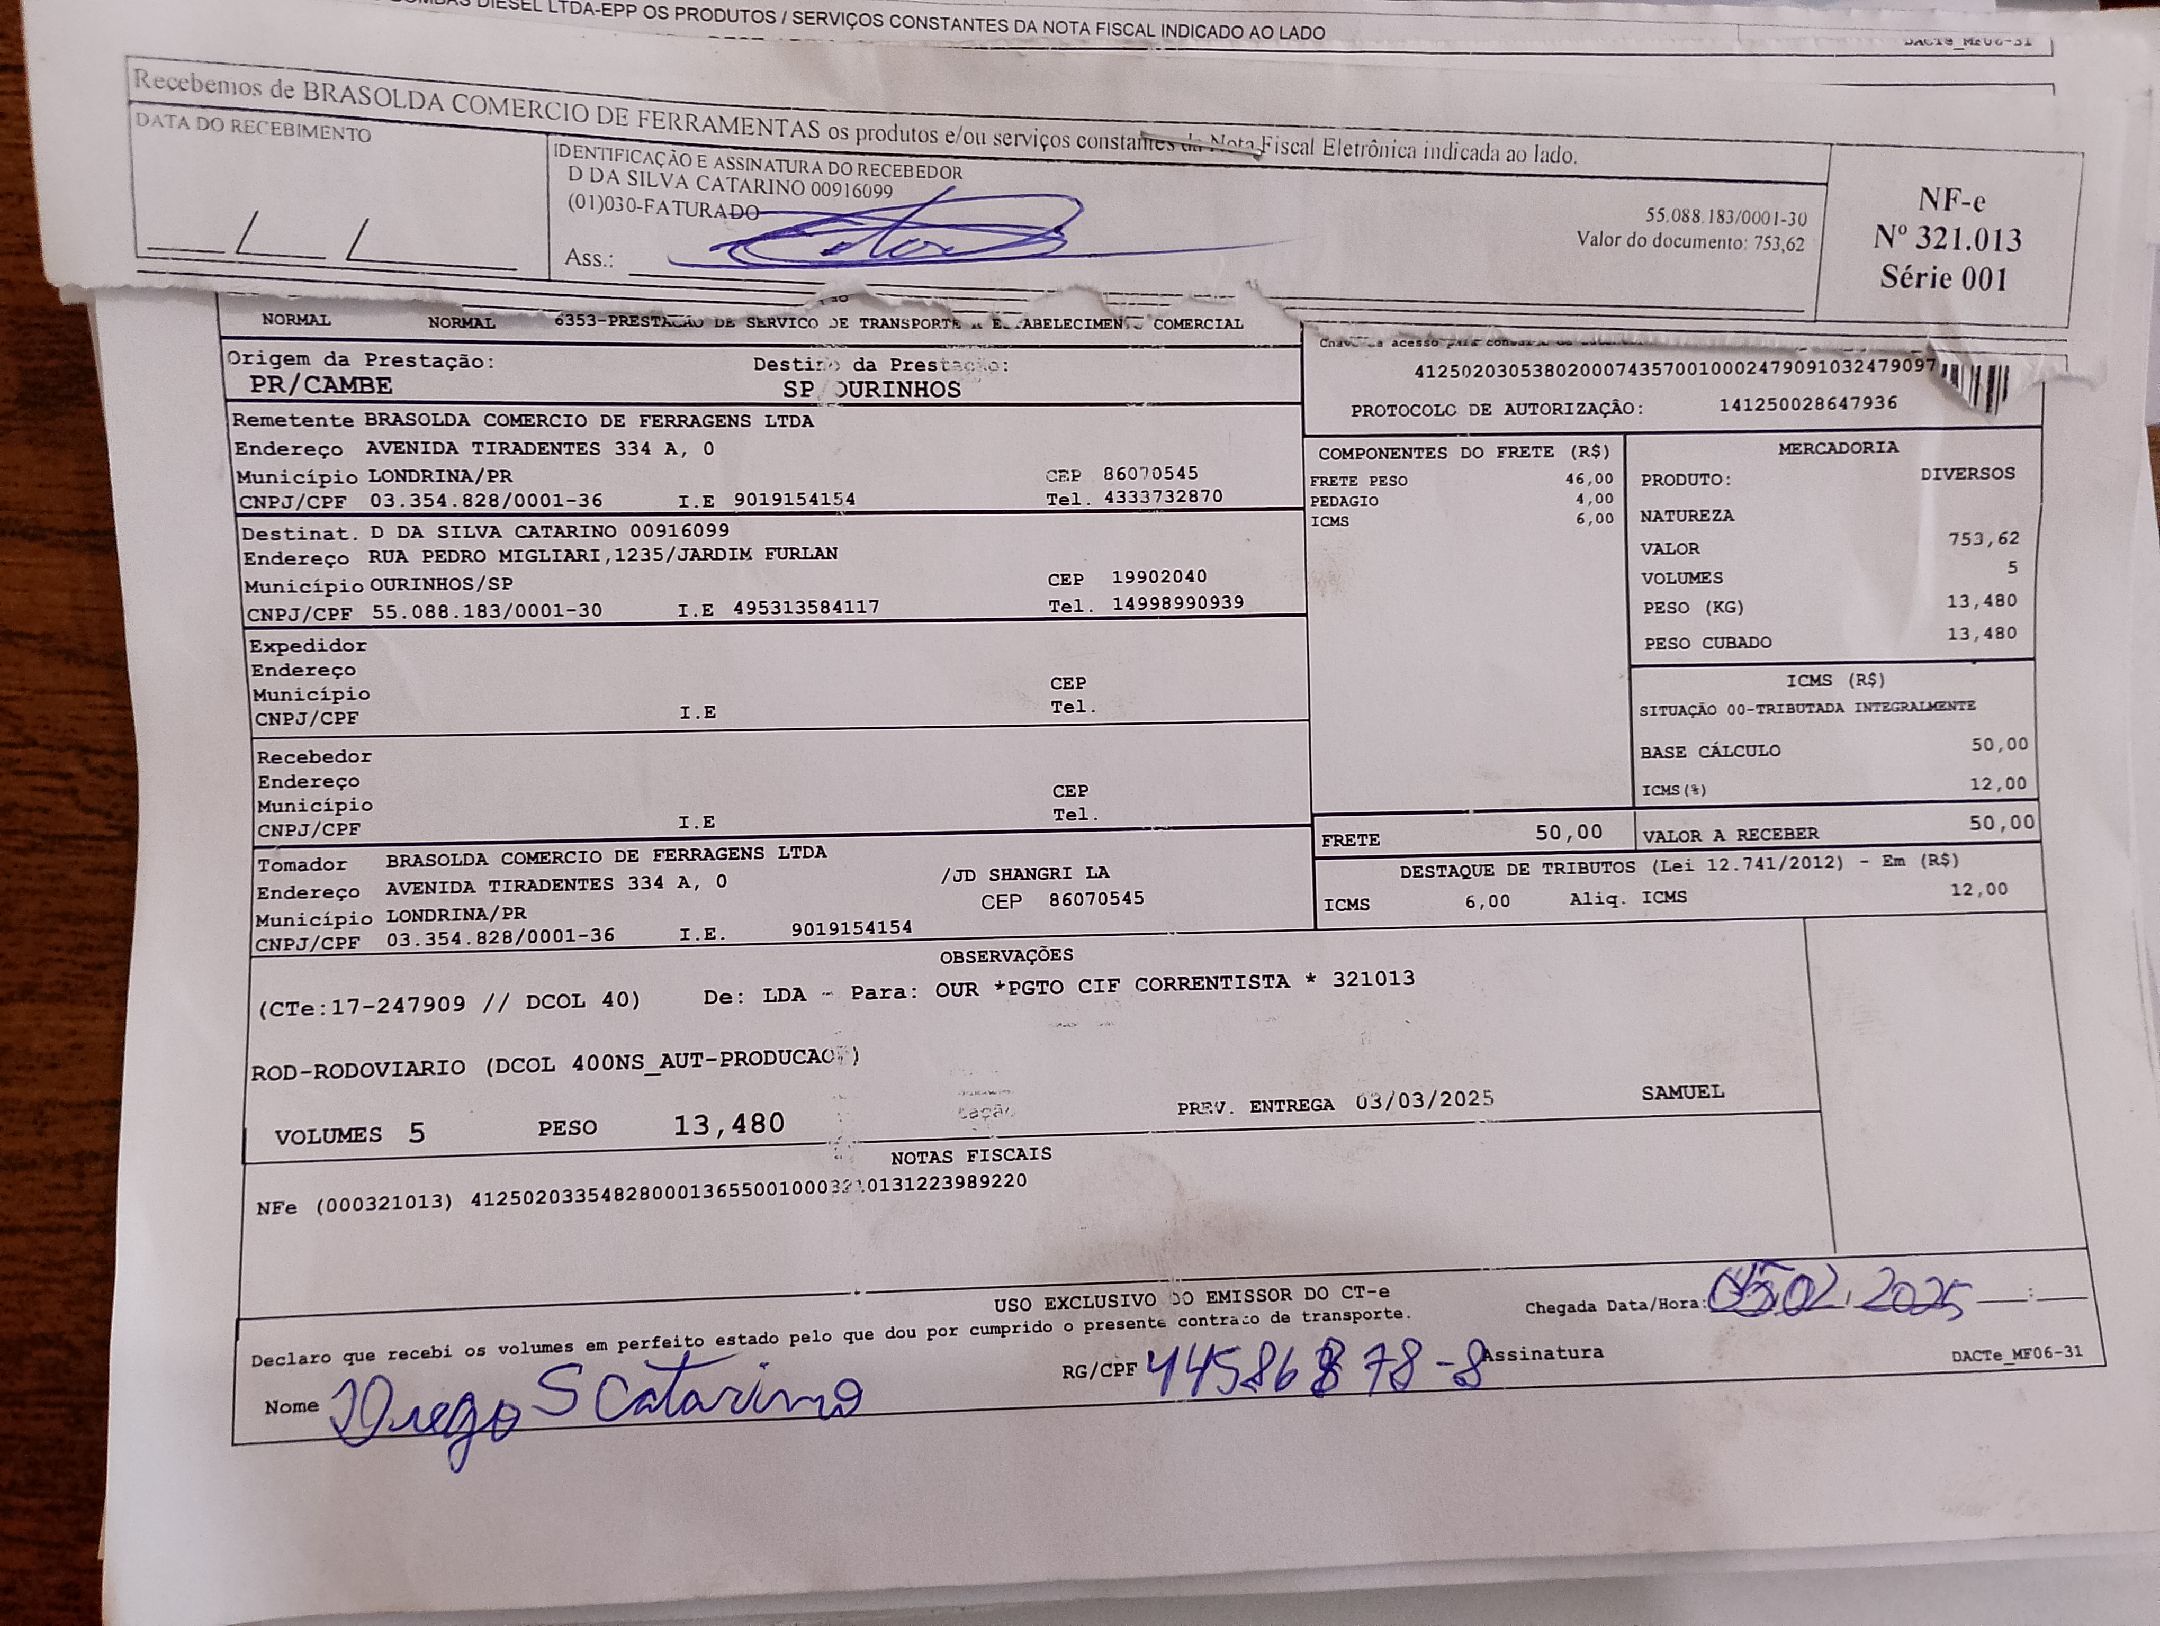 DIESEL LTDA-EPP OS PRODUTOS / SERVIÇOS CONSTANTES DA NOTA FISCAL INDICADO AO LADO
DACTe_MF06-31
Recebemos de BRASOLDA COMERCIO DE FERRAMENTAS os produtos e/ou serviços constantes da Nota Fiscal Eletrônica indicada ao lado.
DATA DO RECEBIMENTO
IDENTIFICAÇÃO E ASSINATURA DO RECEBEDOR
D DA SILVA CATARINO 00916099
(01)030-FATURADO
55.088.183/0001-30
Valor do documento: 753,62
Ass.:
NF-e
Nº 321.013
Série 001
NORMAL NORMAL 6353-PRESTAÇÃO DE SERVICO DE TRANSPORTE A ESTABELECIMENTO COMERCIAL
Origem da Prestação: Destino da Prestação:
PR/CAMBE SP/OURINHOS
Chave de acesso para
41250203053802000743570010002479091032479097
PROTOCOLO DE AUTORIZAÇÃO: 141250028647936
Remetente BRASOLDA COMERCIO DE FERRAGENS LTDA
Endereço AVENIDA TIRADENTES 334 A, 0
Município LONDRINA/PR CEP 86070545
CNPJ/CPF 03.354.828/0001-36 I.E 9019154154 Tel. 4333732870
Destinat. D DA SILVA CATARINO 00916099
Endereço RUA PEDRO MIGLIARI,1235/JARDIM FURLAN
Município OURINHOS/SP CEP 19902040
CNPJ/CPF 55.088.183/0001-30 I.E 495313584117 Tel. 14998990939
Expedidor
Endereço
Município CEP
CNPJ/CPF I.E Tel.
Recebedor
Endereço
Município CEP
CNPJ/CPF I.E Tel.
Tomador BRASOLDA COMERCIO DE FERRAGENS LTDA
Endereço AVENIDA TIRADENTES 334 A, 0 /JD SHANGRI LA
Município LONDRINA/PR CEP 86070545
CNPJ/CPF 03.354.828/0001-36 I.E. 9019154154
COMPONENTES DO FRETE (R$)
FRETE PESO 46,00
PEDAGIO 4,00
ICMS 6,00
MERCADORIA
PRODUTO: DIVERSOS
NATUREZA
VALOR 753,62
VOLUMES 5
PESO (KG) 13,480
PESO CUBADO 13,480
ICMS (R$)
SITUAÇÃO 00-TRIBUTADA INTEGRALMENTE
BASE CÁLCULO 50,00
ICMS(%) 12,00
FRETE 50,00 VALOR A RECEBER 50,00
DESTAQUE DE TRIBUTOS (Lei 12.741/2012) - Em (R$)
ICMS 6,00 Aliq. ICMS 12,00
OBSERVAÇÕES
(CTe:17-247909 // DCOL 40) De: LDA - Para: OUR *PGTO CIF CORRENTISTA * 321013
ROD-RODOVIARIO (DCOL 400NS_AUT-PRODUCAO )
VOLUMES 5 PESO 13,480 PREV. ENTREGA 03/03/2025 SAMUEL
NOTAS FISCAIS
NFe (000321013) 41250203354828000136550010003210131223989220
USO EXCLUSIVO DO EMISSOR DO CT-e
Declaro que recebi os volumes em perfeito estado pelo que dou por cumprido o presente contrato de transporte.
Chegada Data/Hora: 02.2025 __:__
Nome Diego S Catarino RG/CPF 4458 78-8 Assinatura
DACTe_MF06-31